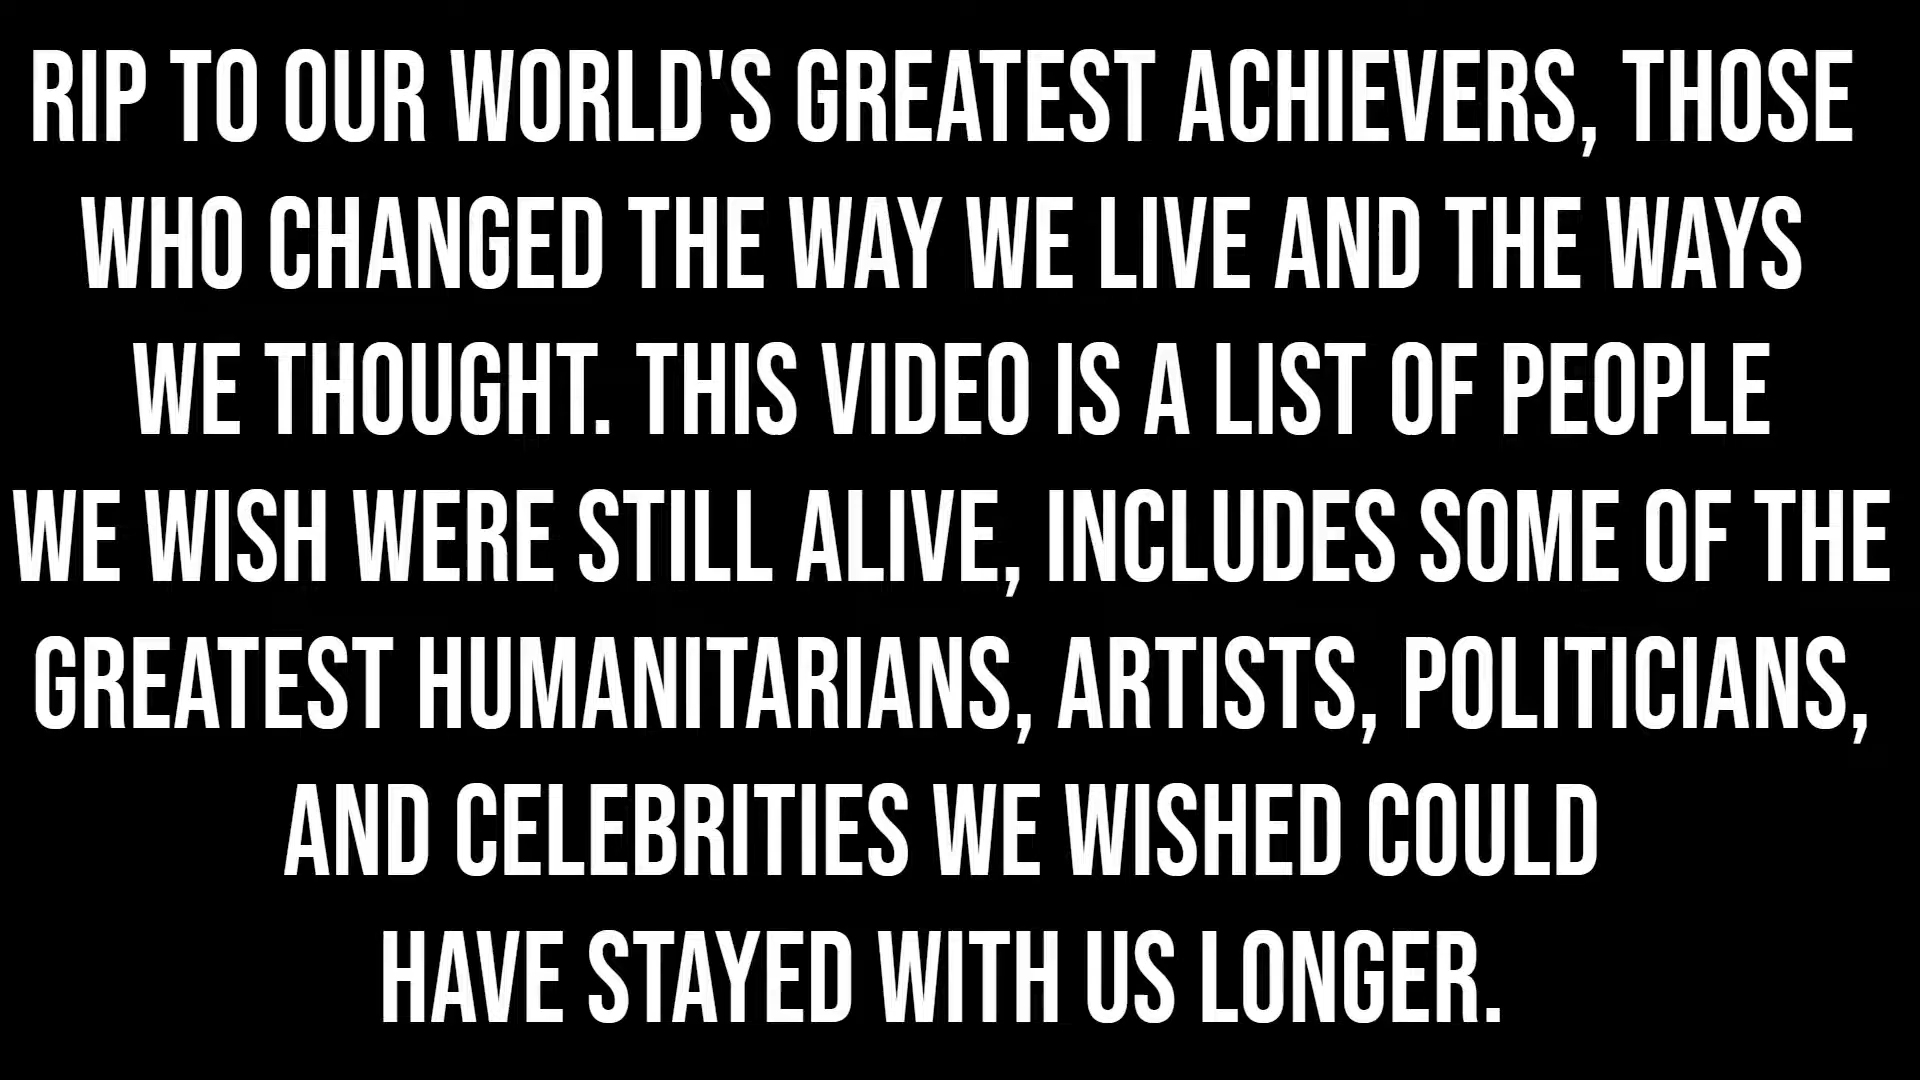 RIP TO OUR WORLD'S GREATEST ACHIEVERS, THOSE
WHO CHANGED THE WAY WE LIVE AND THE WAYS
WE THOUGHT. THIS VIDEO IS A LIST OF PEOPLE
WE WISH WERE STILL ALIVE, INCLUDES SOME OF THE
GREATEST HUMANITARIANS, ARTISTS, POLITICIANS,
AND CELEBRITIES WE WISHED COULD
HAVE STAYED WITH US LONGER.